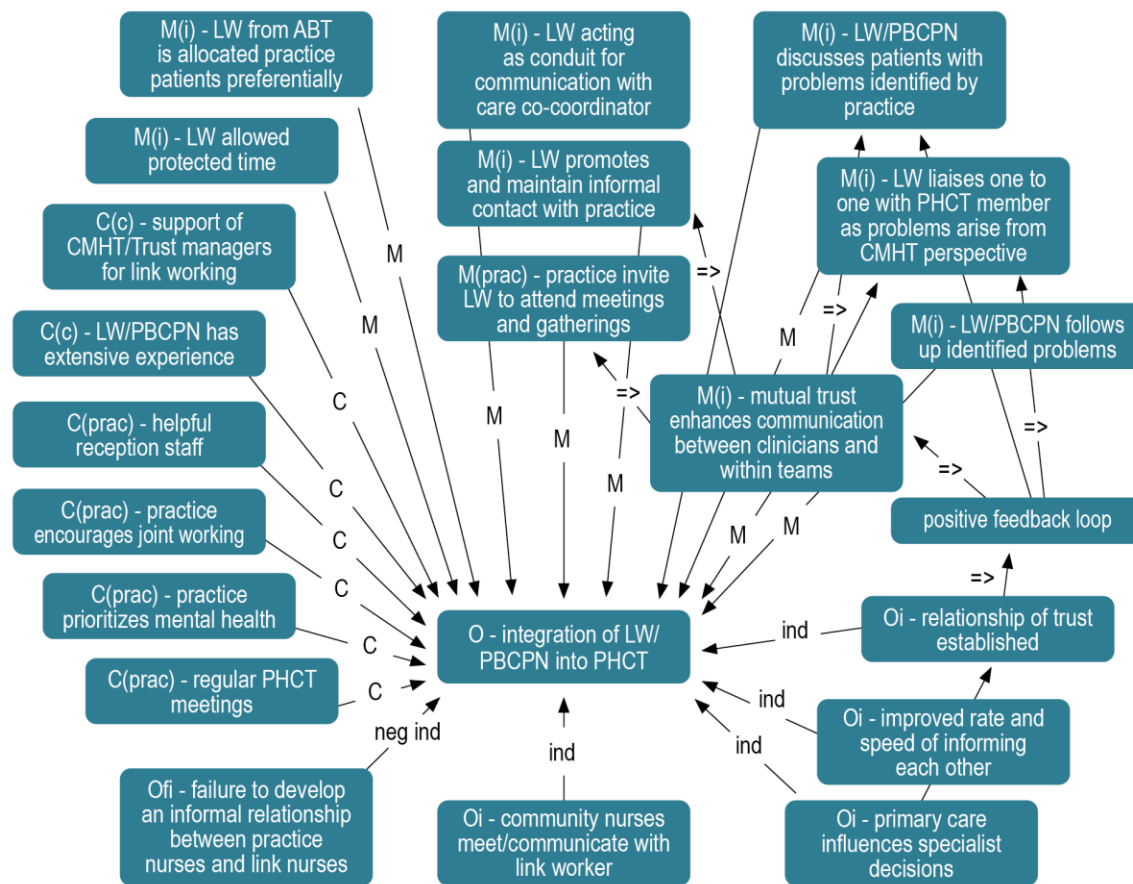 M(i) - LW from ABT
is allocated practice
patients preferentially
M(i) - LW acting
as conduit for
communication with
care co-coordinator
M(i) - LW/PBCPN
discusses patients with
problems identified by
practice
M(i) - LW allowed
protected time
M(i) - LW promotes
and maintain informal
contact with practice
M(i) - LW liaises one to
one with PHCT member
as problems arise from
CMHT perspective
C(c) - support of
CMHT/Trust managers
for link working
M(prac) - practice invite
LW to attend meetings
and gatherings
C(c) - LW/PBCPN has
extensive experience
M(i) - LW/PBCPN follows
up identified problems
M(i) - mutual trust
enhances communication
between clinicians and
within teams
C(prac) - helpful
reception staff
C(prac) - practice
encourages joint working
positive feedback loop
C(prac) - practice
prioritizes mental health
O - integration of LW/
PBCPN into PHCT
Oi - relationship of trust
established
C(prac) - regular PHCT
meetings
Oi - improved rate and
speed of informing
each other
Ofi - failure to develop
an informal relationship
between practice
nurses and link nurses
Oi - community nurses
meet/communicate with
link worker
Oi - primary care
influences specialist
decisions
M
M
C
C
C
C
C
C
neg ind
M
M
M
M
M
M
=>
=>
=>
=>
=>
=>
=>
ind
ind
ind
ind